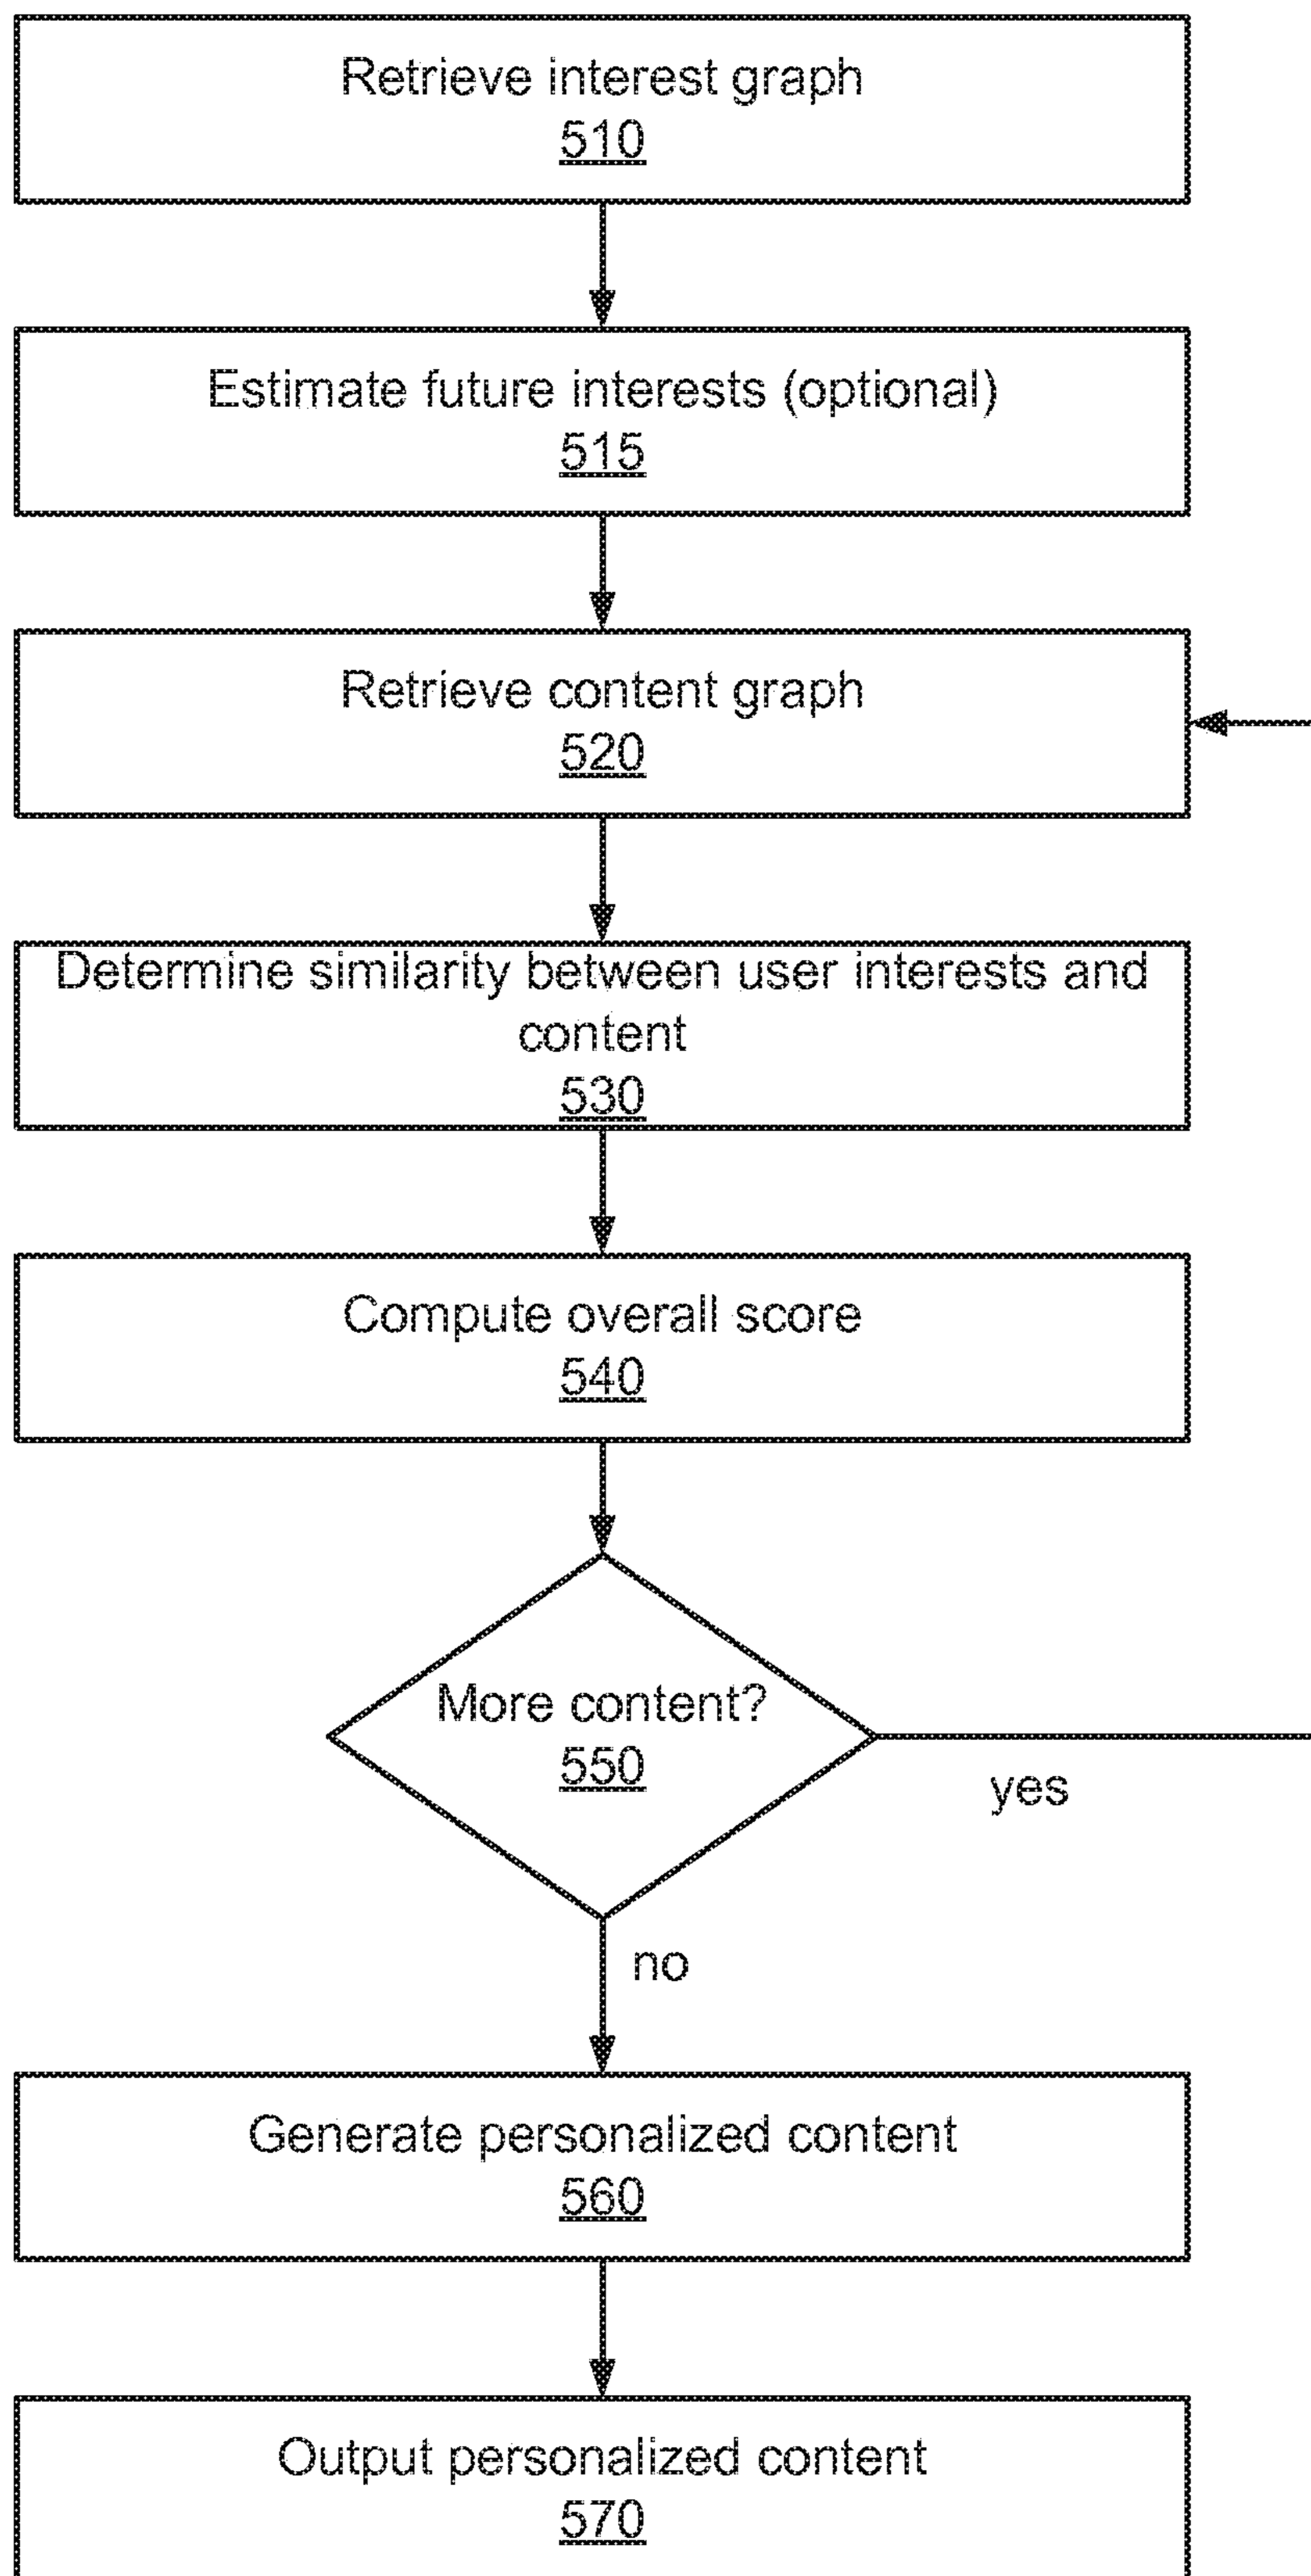 Retrieve interest graph
510
Estimate future interests (optional)
515
Retrieve content graph
520
Determine similarity between user interests and
content
530
Compute overall score
540
More content?
550
yes
no
Generate personalized content
560
Output personalized content
570